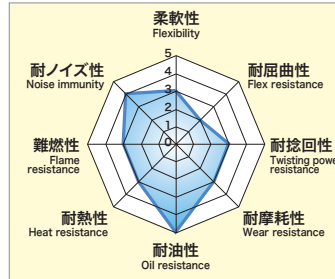 柔軟性
Flexibility
5
4
3
2
1
0
耐ノイズ性
Noise immunity
耐屈曲性
Flex resistance
難燃性
Flame
resistance
耐捻回性
Twisting powe
resistance
耐熱性
Heat resistance
耐摩耗性
Wear resistance
耐油性
Oil resistance